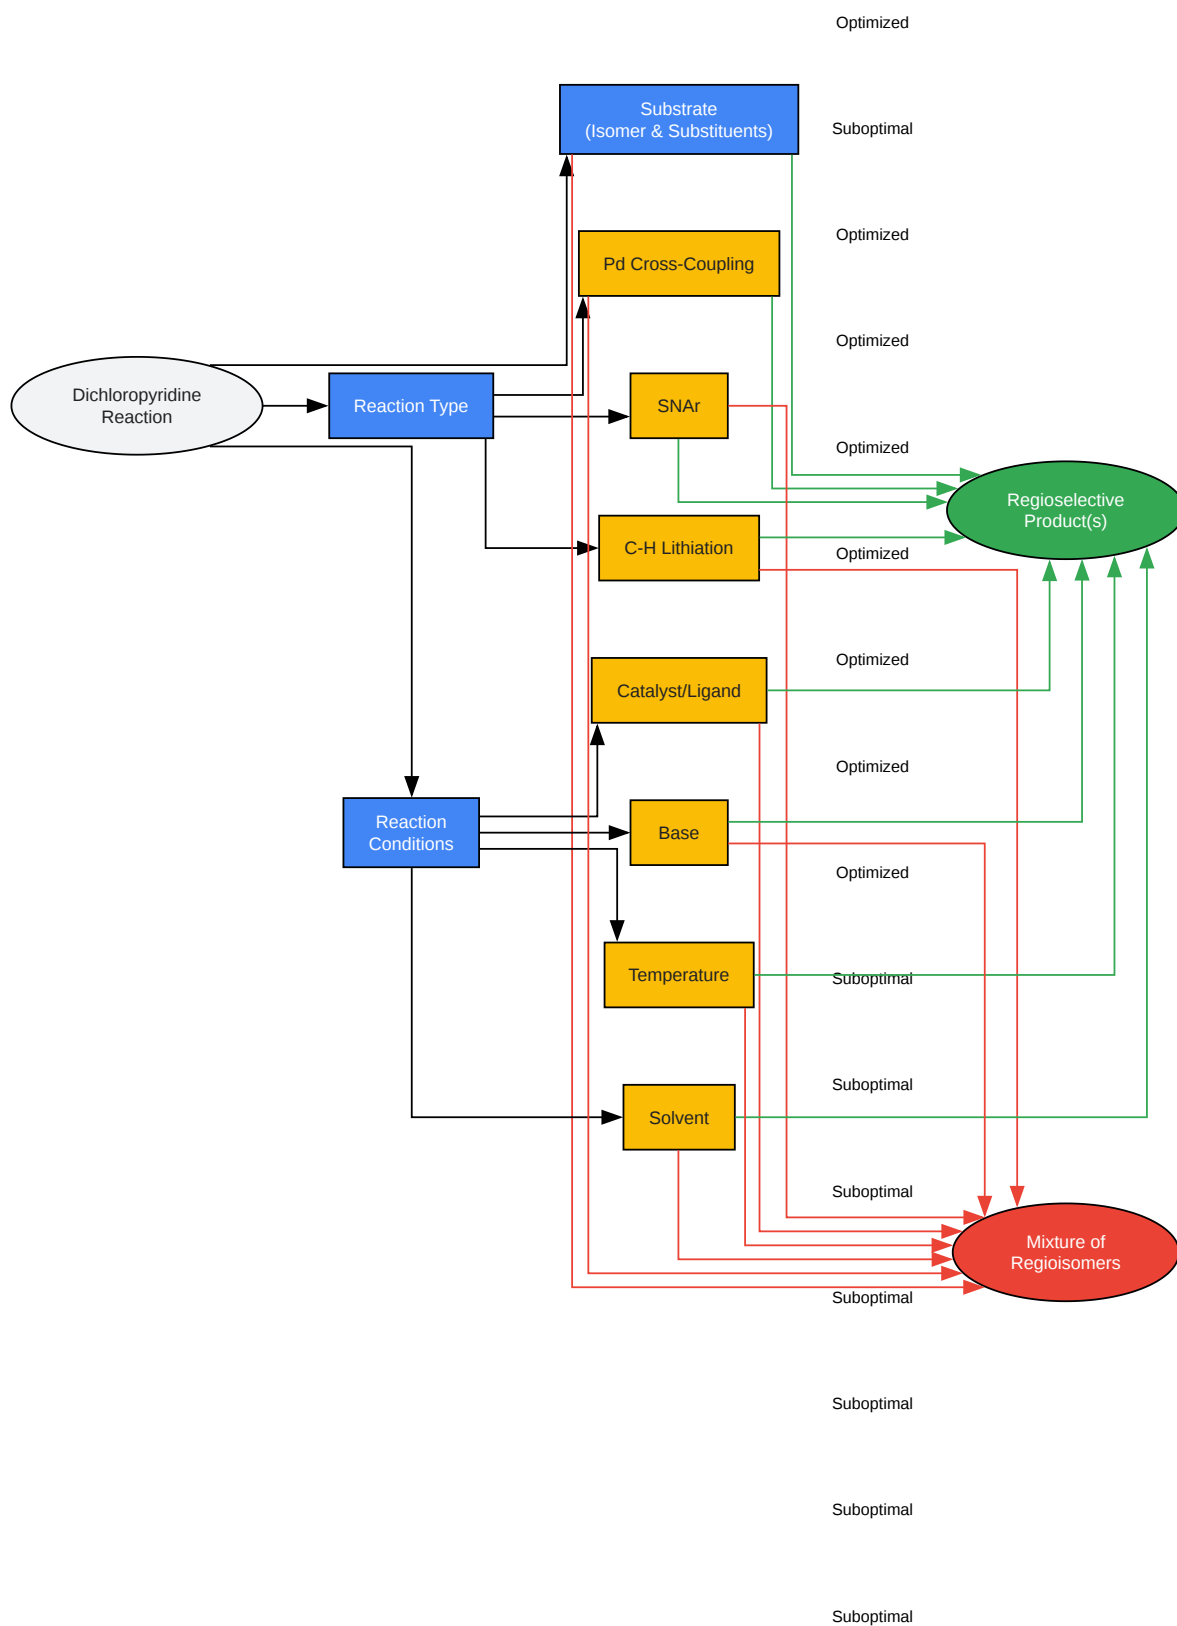 Optimized
Substrate
(Isomer & Substituents)
Suboptimal
Optimized
Pd Cross-Coupling
Optimized
Dichloropyridine
Reaction
Reaction Type
SNAr
Optimized
Regioselective
Product(s)
C-H Lithiation
Optimized
Optimized
Catalyst/Ligand
Optimized
Reaction
Conditions
Base
Optimized
Temperature
Suboptimal
Suboptimal
Solvent
Suboptimal
Mixture of
Regioisomers
Suboptimal
Suboptimal
Suboptimal
Suboptimal